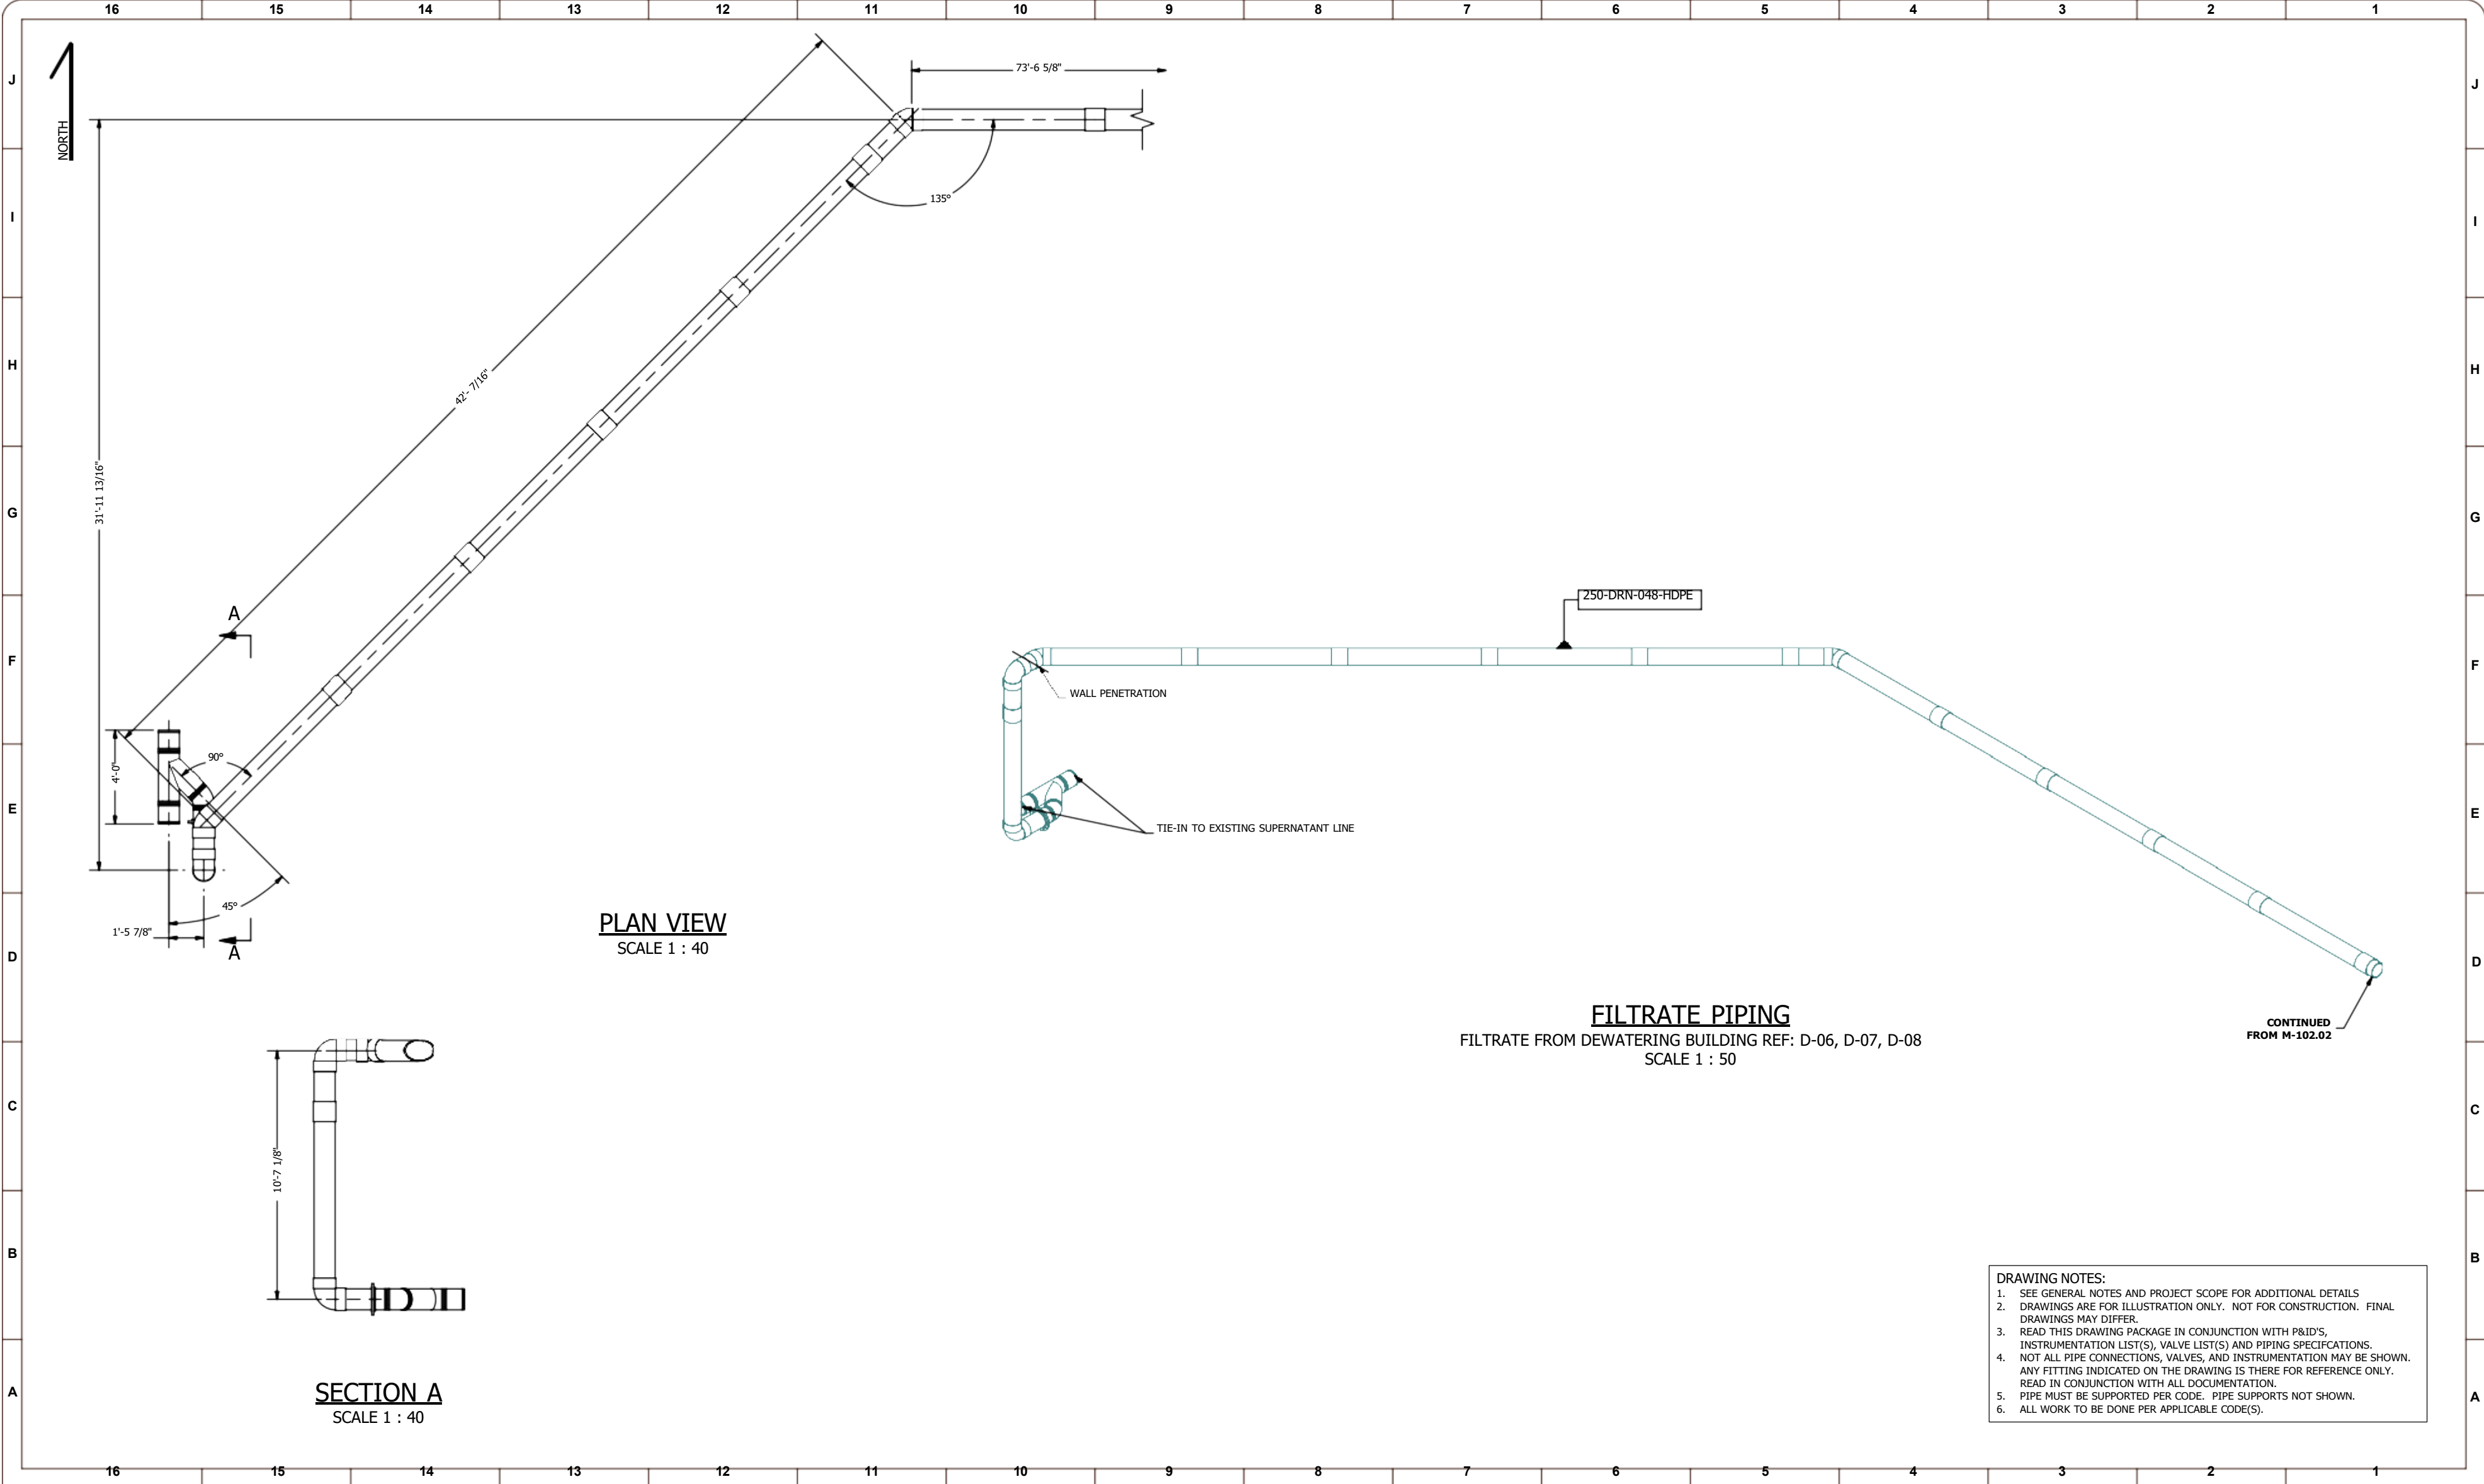 16 15 14 13 12 11 10 9 8 7 6 5 4 3 2 1
J
I
H
G
F
E
D
C
B
A
J
I
H
G
F
E
D
C
B
A
NORTH
73'-6 5/8"
135°
42'- 7/16"
31'-11 13/16"
A
4'-0"
90°
45°
1'-5 7/8"
A
PLAN VIEW
SCALE 1 : 40
250-DRN-048-HDPE
WALL PENETRATION
TIE-IN TO EXISTING SUPERNATANT LINE
CONTINUED
FROM M-102.02
FILTRATE PIPING
FILTRATE FROM DEWATERING BUILDING REF: D-06, D-07, D-08
SCALE 1 : 50
10'-7 1/8"
SECTION A
SCALE 1 : 40
DRAWING NOTES:
1. SEE GENERAL NOTES AND PROJECT SCOPE FOR ADDITIONAL DETAILS
2. DRAWINGS ARE FOR ILLUSTRATION ONLY. NOT FOR CONSTRUCTION. FINAL
DRAWINGS MAY DIFFER.
3. READ THIS DRAWING PACKAGE IN CONJUNCTION WITH P&ID'S,
INSTRUMENTATION LIST(S), VALVE LIST(S) AND PIPING SPECIFCATIONS.
4. NOT ALL PIPE CONNECTIONS, VALVES, AND INSTRUMENTATION MAY BE SHOWN.
ANY FITTING INDICATED ON THE DRAWING IS THERE FOR REFERENCE ONLY.
READ IN CONJUNCTION WITH ALL DOCUMENTATION.
5. PIPE MUST BE SUPPORTED PER CODE. PIPE SUPPORTS NOT SHOWN.
6. ALL WORK TO BE DONE PER APPLICABLE CODE(S).
16 15 14 13 12 11 10 9 8 7 6 5 4 3 2 1